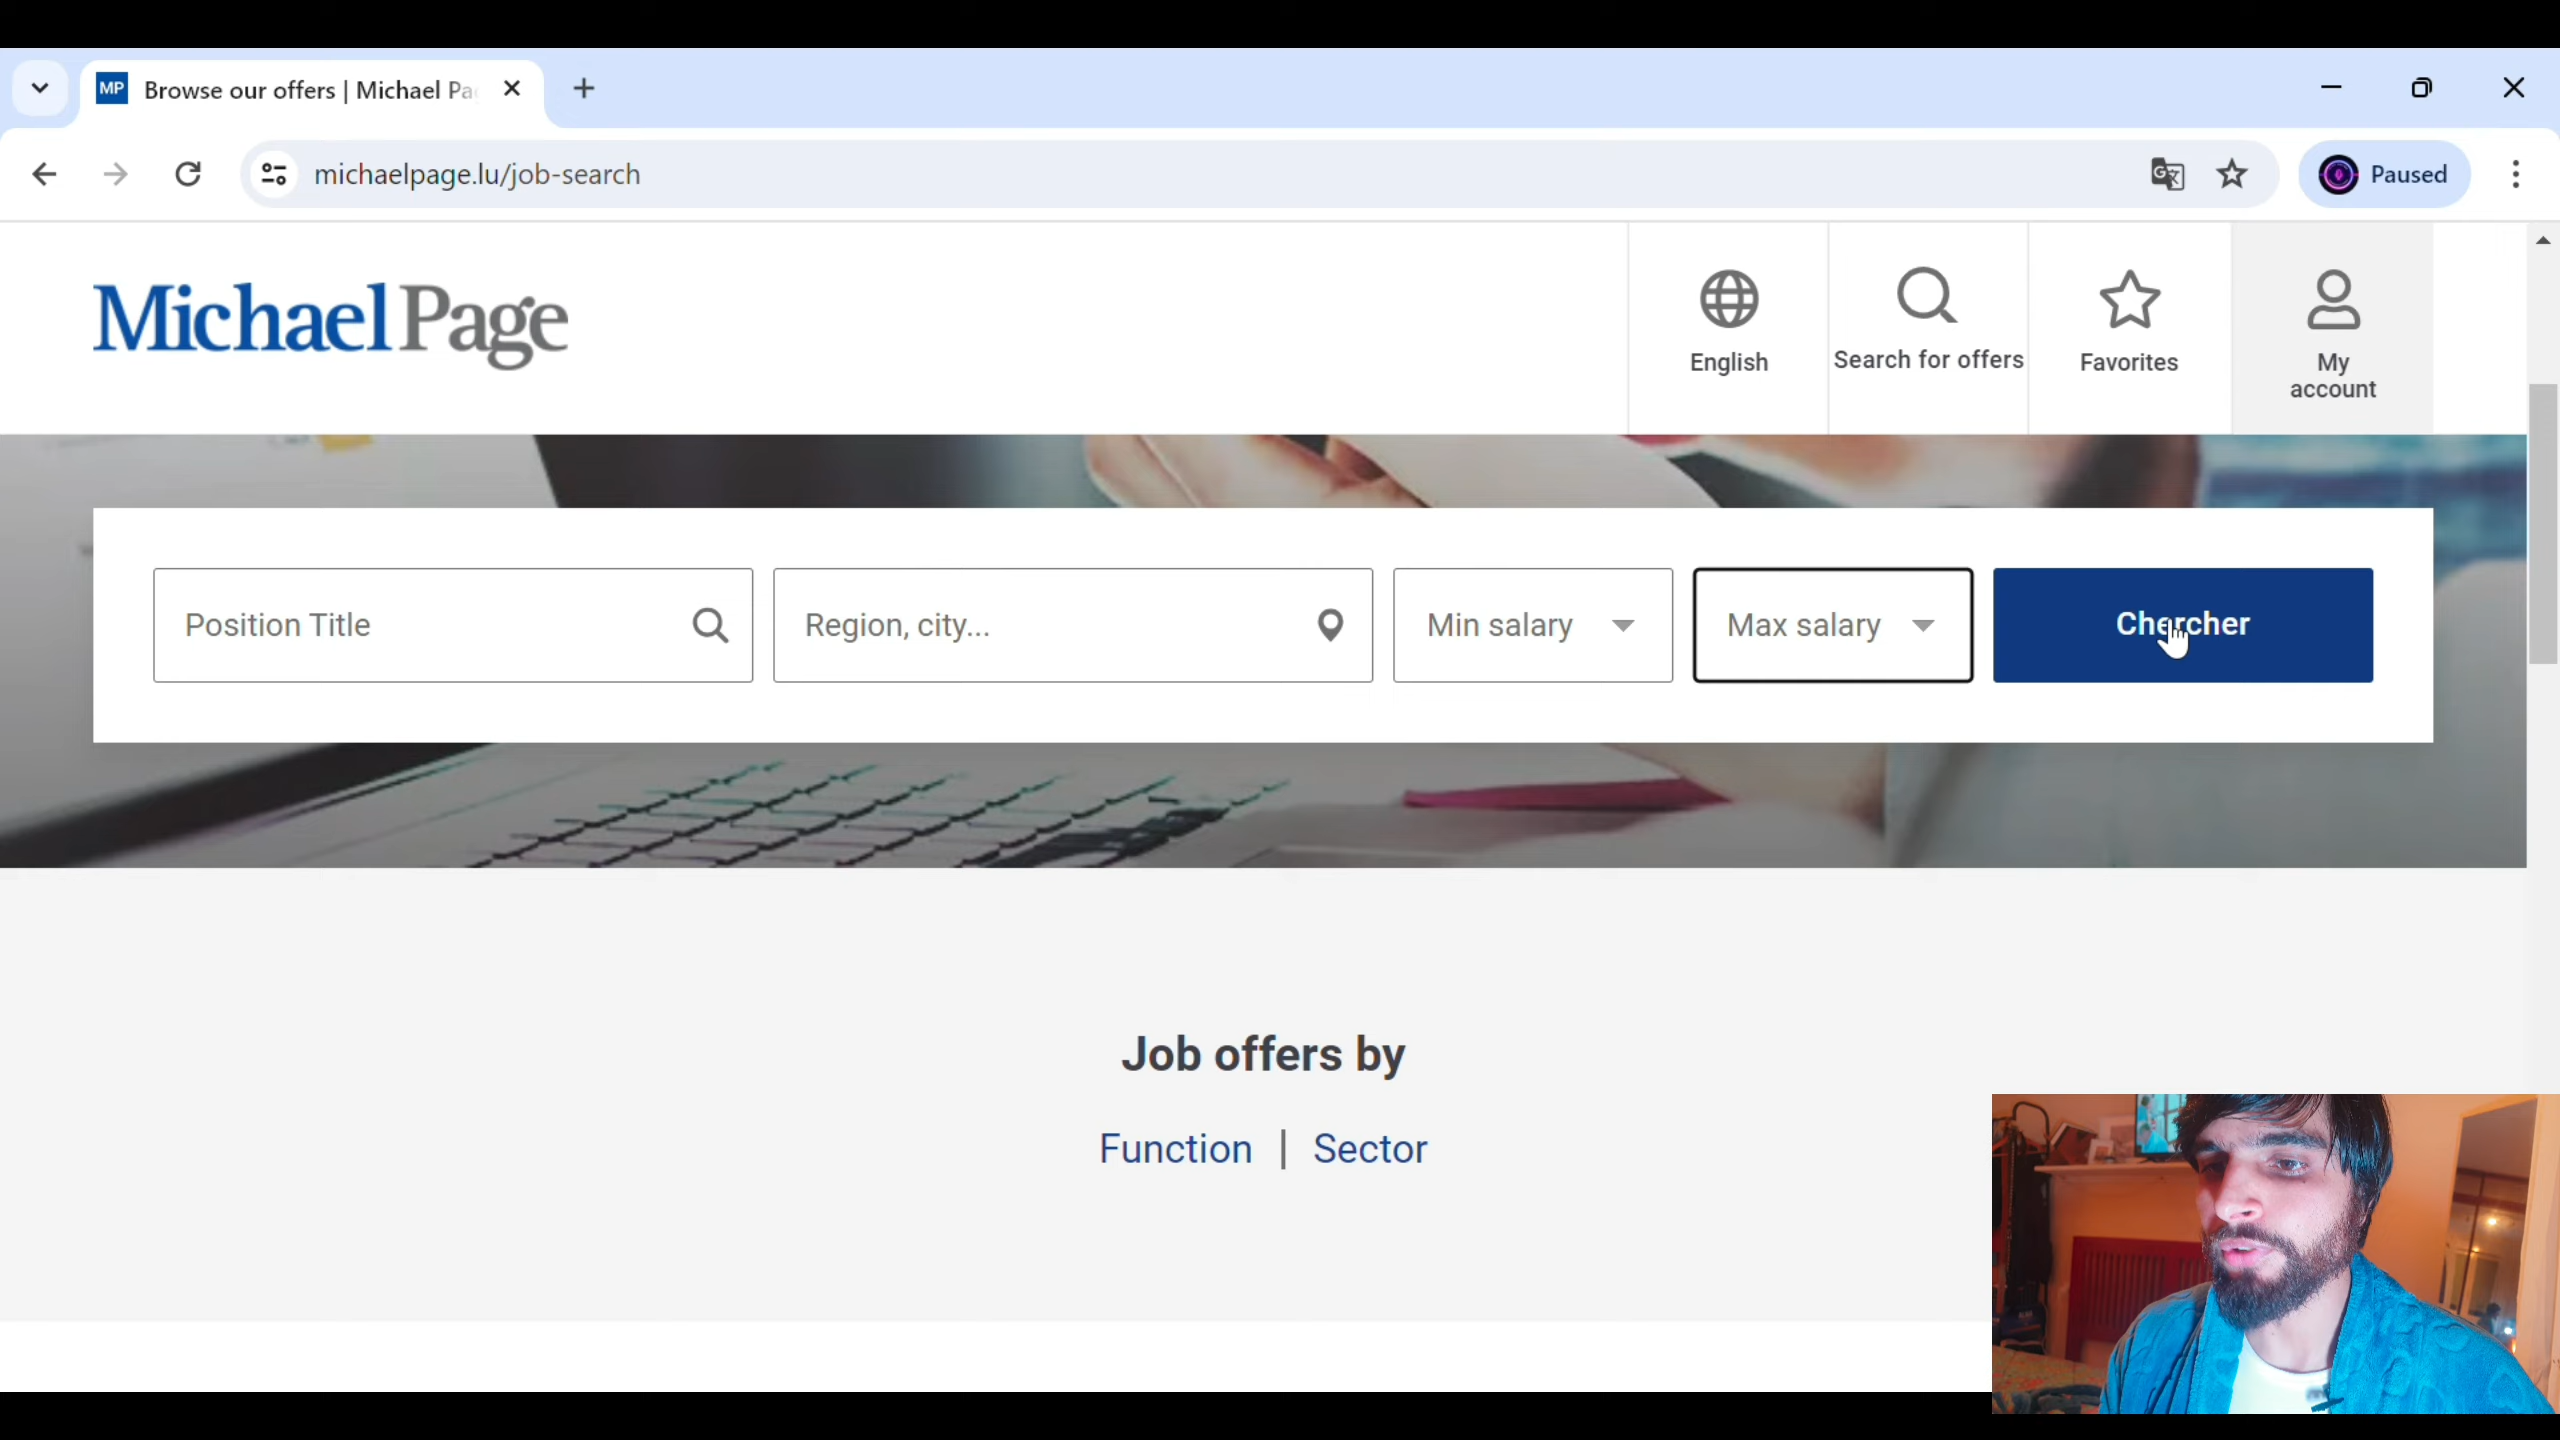 MP Browse our offers | Michael Pa
michaelpage.lu/job-search
Paused
MichaelPage
English
Search for offers
Favorites
My
account
Position Title
Region, city...
Min salary
Max salary
Chercher
Job offers by
Function | Sector